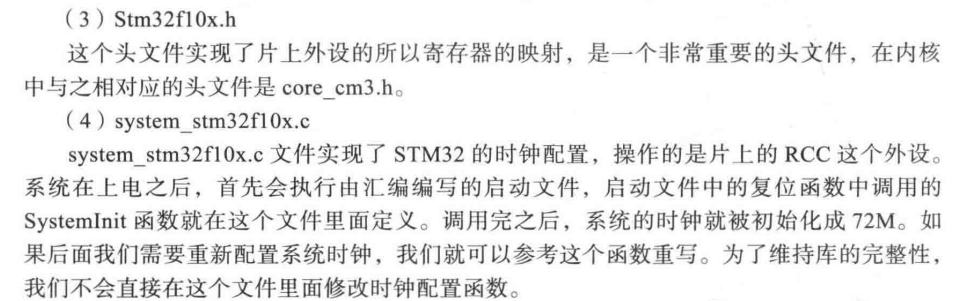 （3）Stm32f10x.h
这个头文件实现了片上外设的所以寄存器的映射，是一个非常重要的头文件，在内核
中与之相对应的头文件是 core_cm3.h。
（4）system_stm32f10x.c
system_stm32f10x.c 文件实现了 STM32 的时钟配置，操作的是片上的 RCC 这个外设。
系统在上电之后，首先会执行由汇编编写的启动文件，启动文件中的复位函数中调用的
SystemInit 函数就在这个文件里面定义。调用完之后，系统的时钟就被初始化成 72M。如
果后面我们需要重新配置系统时钟，我们就可以参考这个函数重写。为了维持库的完整性，
我们不会直接在这个文件里面修改时钟配置函数。